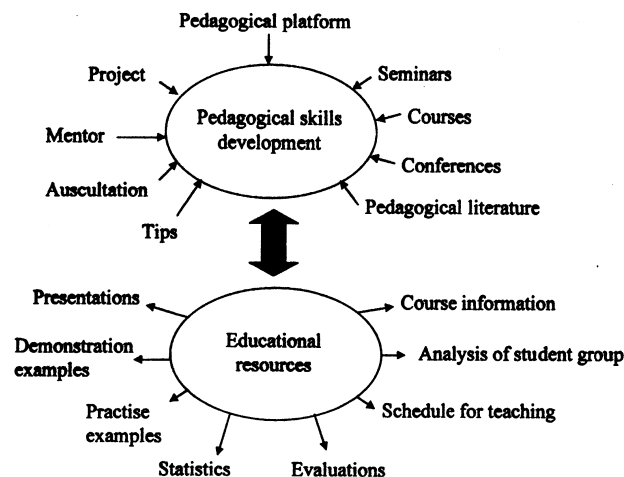 Pedagogical platform
Project
Seminars
Pedagogical skills
development
Courses
Mentor
Conferences
Auscultation
Pedagogical literature
Tips
Presentations
Course information
Educational
resources
Demonstration
examples
Analysis of student group
Practise
examples
Schedule for teaching
Statistics
Evaluations